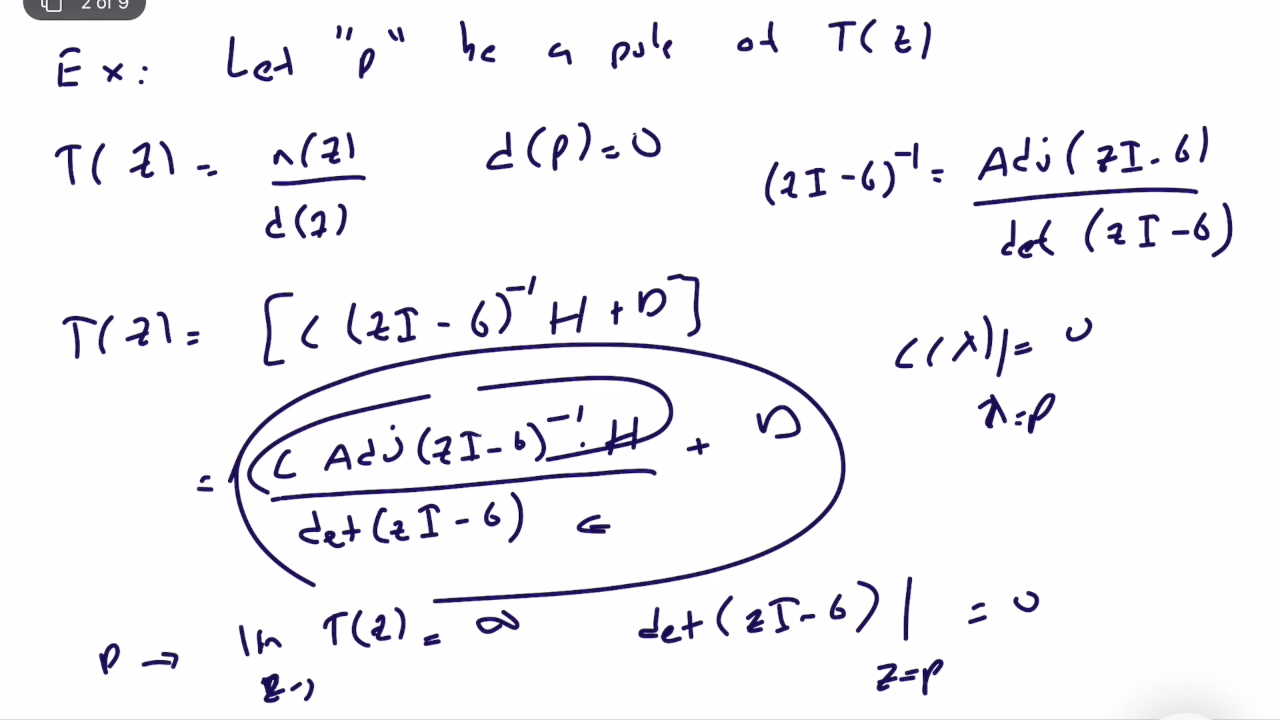 2 of 9
Ex: Let "p" be a pole of T(z)
T(z) = n(z)/d(z)    d(p) = 0    (zI - G)^-1 = Adj(zI - G)/det(zI - G)
T(z) = [C (zI - G)^-1 H + D]    C(λ)|λ=p = 0
= C Adj(zI - G)^-1 · H / det(zI - G) + D
p → lim z→ T(z) = ∞    det(zI - G)|z=p = 0